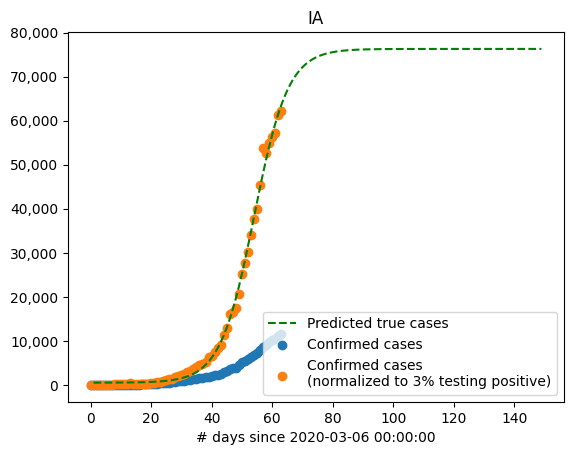 IA
80,000
70,000
60,000
50,000
40,000
30,000
20,000
10,000
0
Predicted true cases
Confirmed cases
Confirmed cases
(normalized to 3% testing positive)
0 20 40 60 80 100 120 140
# days since 2020-03-06 00:00:00